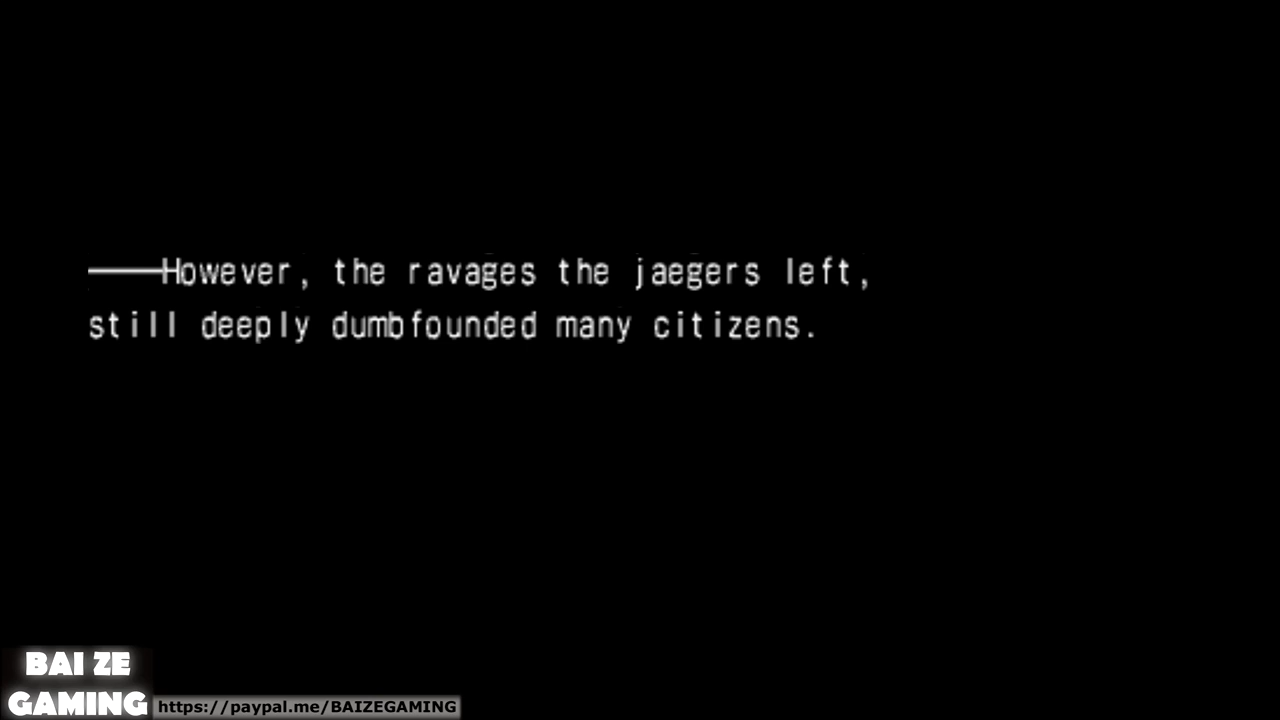 ———However, the ravages the jaegers left,
still deeply dumbfounded many citizens.
BAI ZE
GAMING
https://paypal.me/BAIZEGAMING